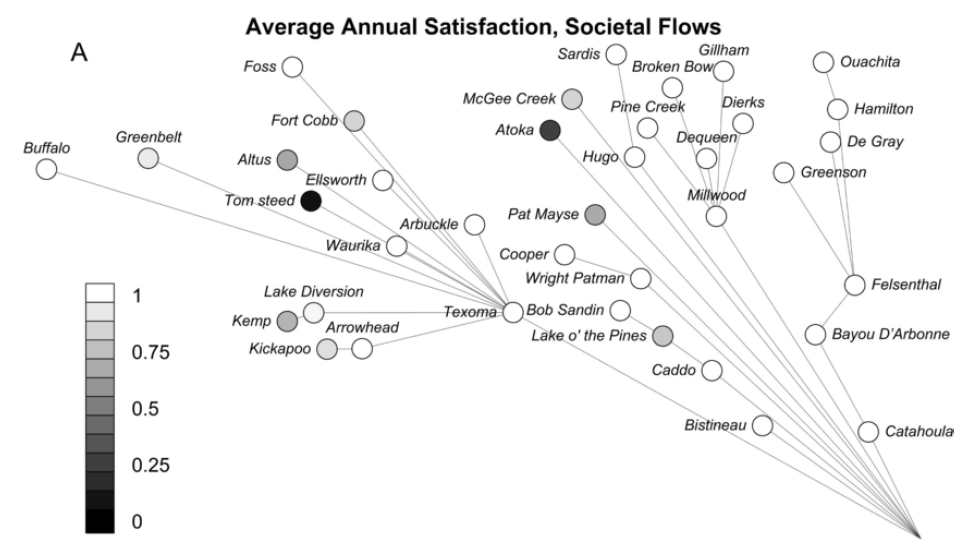 Average Annual Satisfaction, Societal Flows
A
Foss
Sardis
Gillham
Broken Bow
Ouachita
McGee Creek
Pine Creek
Dierks
Hamilton
Fort Cobb
Atoka
Dequeen
De Gray
Buffalo
Greenbelt
Altus
Hugo
Greenson
Ellsworth
Tom steed
Millwood
Arbuckle
Pat Mayse
Waurika
Cooper
Wright Patman
Felsenthal
Lake Diversion
Kemp
Texoma
Bob Sandin
Arrowhead
Lake o' the Pines
Bayou D'Arbonne
Kickapoo
Caddo
Bistineau
Catahoula
1
0.75
0.5
0.25
0